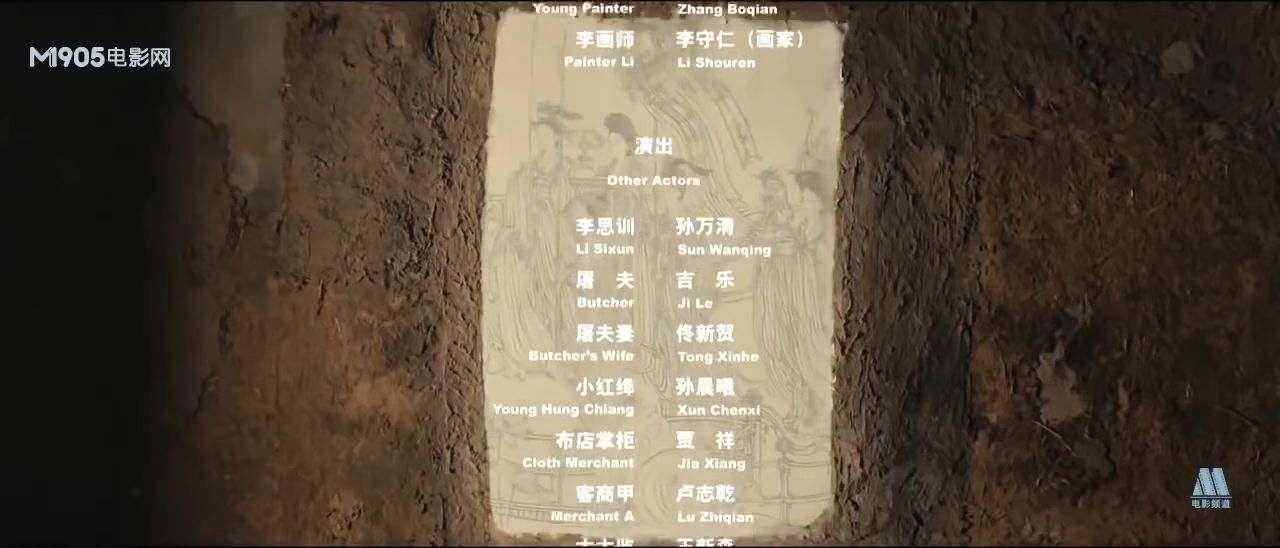 Young Painter Zhang Boqian
M1905电影网
李画师 李守仁（画家）
Painter Li Li Shouren
演出
Other Actors
李思训 孙万清
Li Sixun Sun Wanqing
屠 夫 吉 乐
Butcher Ji Le
屠夫妻 佟新贺
Butcher's Wife Tong Xinhe
小红绛 孙晨曦
Young Hung Chiang Xun Chenxi
布店掌柜 贾 祥
Cloth Merchant Jia Xiang
客商甲 卢志乾
Merchant A Lu Zhiqian
电影频道